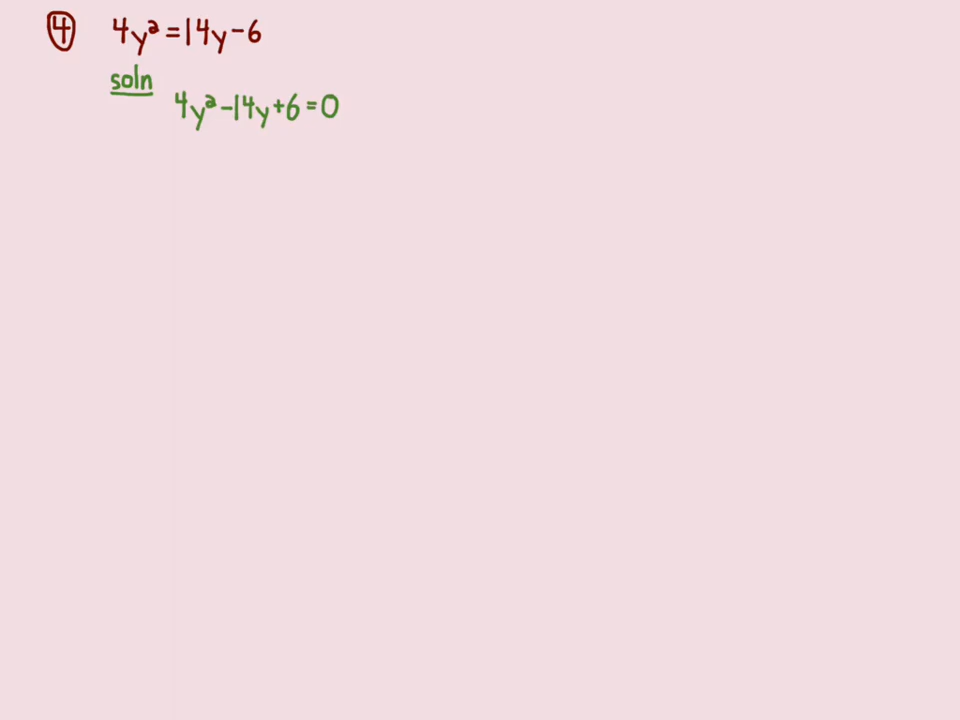 ④ 4y² = 14y - 6
soln
4y² - 14y + 6 = 0